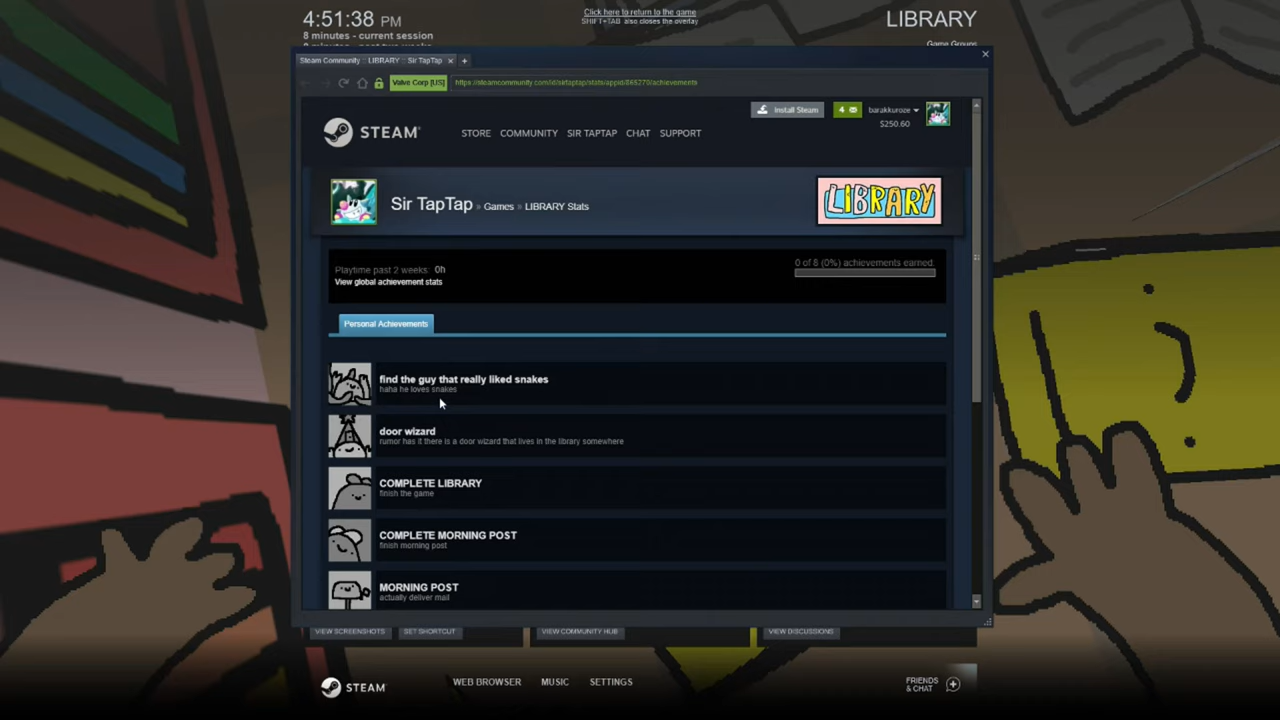 4:51:38 PM
8 minutes - current session
Click here to return to the game
SHIFT+TAB also closes the overlay
LIBRARY
Game Groups
Steam Community :: LIBRARY :: Sir TapTap
Valve Corp [US]
Install Steam
4
barakkuroze
$250.60
STEAM
STORE COMMUNITY SIR TAPTAP CHAT SUPPORT
Sir TapTap » Games » LIBRARY Stats
LIBRARY
Playtime past 2 weeks: 0h
View global achievement stats
0 of 8 (0%) achievements earned:
Personal Achievements
find the guy that really liked snakes
haha he loves snakes
door wizard
rumor has it there is a door wizard that lives in the library somewhere
COMPLETE LIBRARY
finish the game
COMPLETE MORNING POST
finish morning post
MORNING POST
actually deliver mail
VIEW SCREENSHOTS
SET SHORTCUT
VIEW COMMUNITY HUB
VIEW DISCUSSIONS
STEAM
WEB BROWSER
MUSIC
SETTINGS
FRIENDS
& CHAT